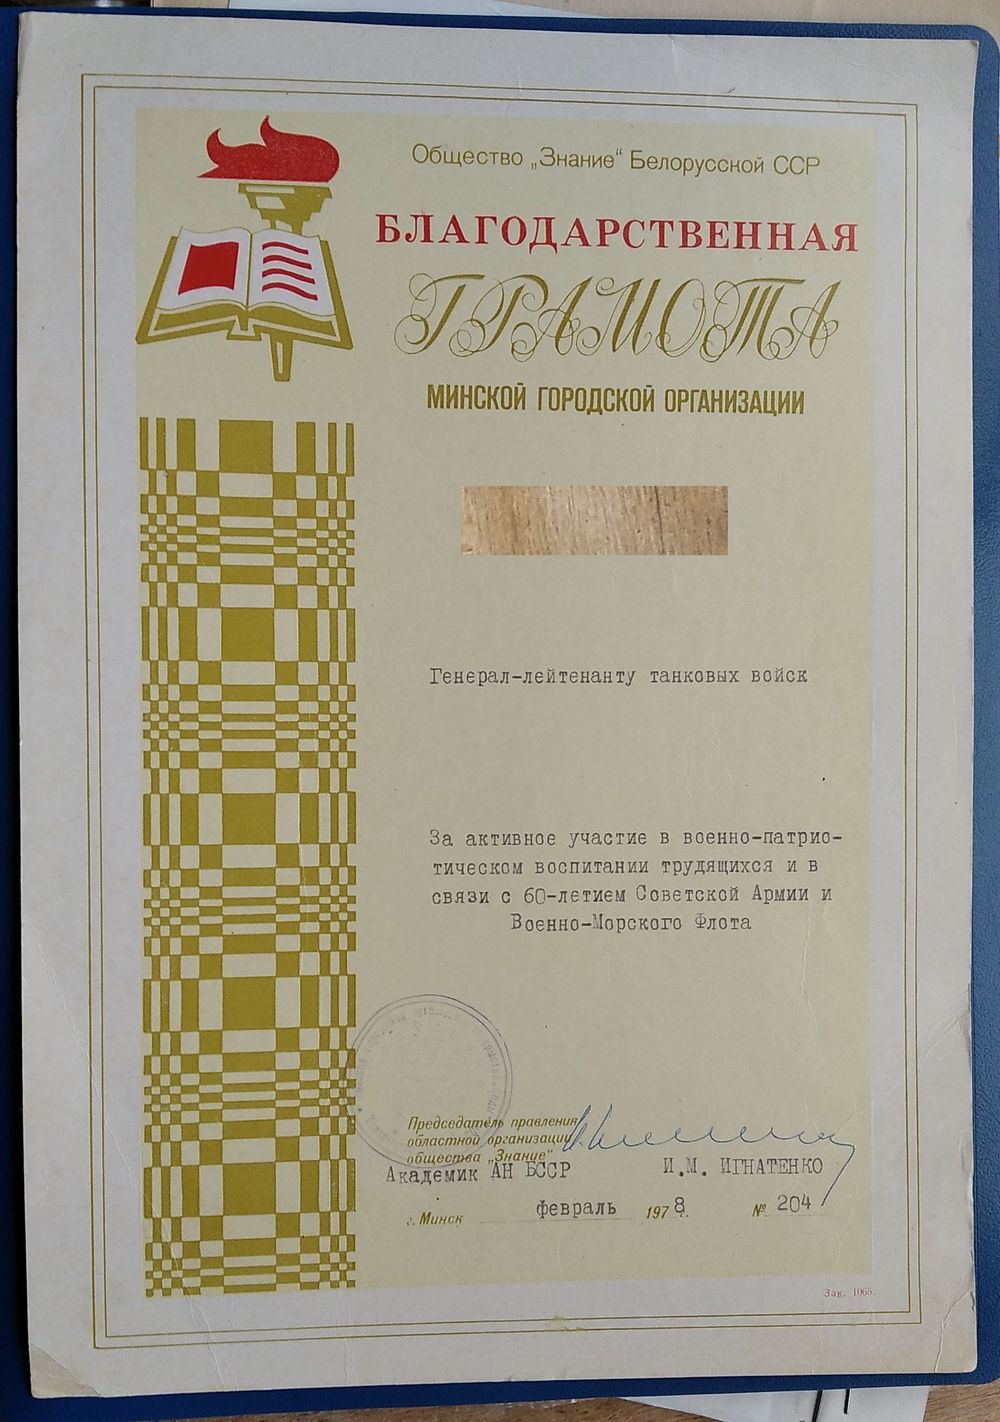 Общество „Знание“ Белорусской ССР
БЛАГОДАРСТВЕННАЯ
ГРАМОТА
МИНСКОЙ ГОРОДСКОЙ ОРГАНИЗАЦИИ
Генерал-лейтенанту танковых войск
За активное участие в военно-патрио-
тическом воспитании трудящихся и в
связи с 60-летием Советской Армии и
Военно-Морского Флота
Председатель правления
областной организации
общества „Знание“
Академик АН БССР И.М. ИГНАТЕНКО
г. Минск февраль 1978г. № 204
Зак. 1065.